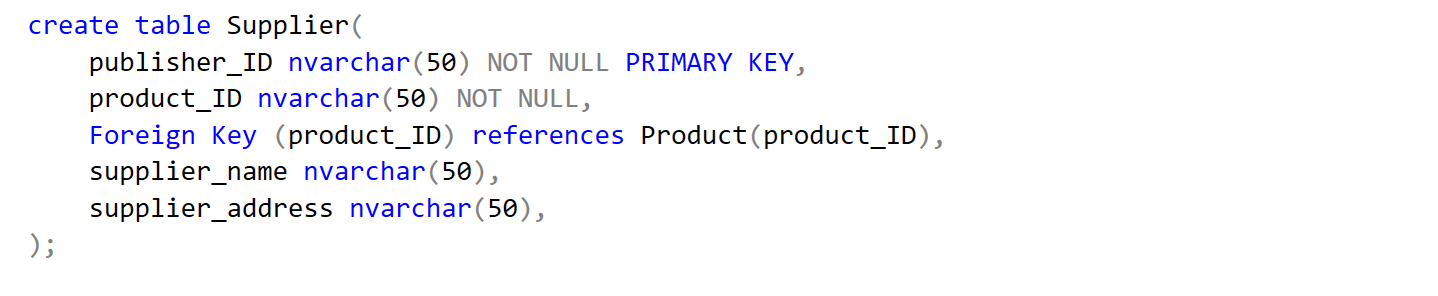 create table Supplier(
publisher_ID nvarchar(50) NOT NULL PRIMARY KEY,
product_ID nvarchar(50) NOT NULL,
Foreign Key (product_ID) references Product(product_ID),
supplier_name nvarchar(50),
supplier_address nvarchar(50),
);